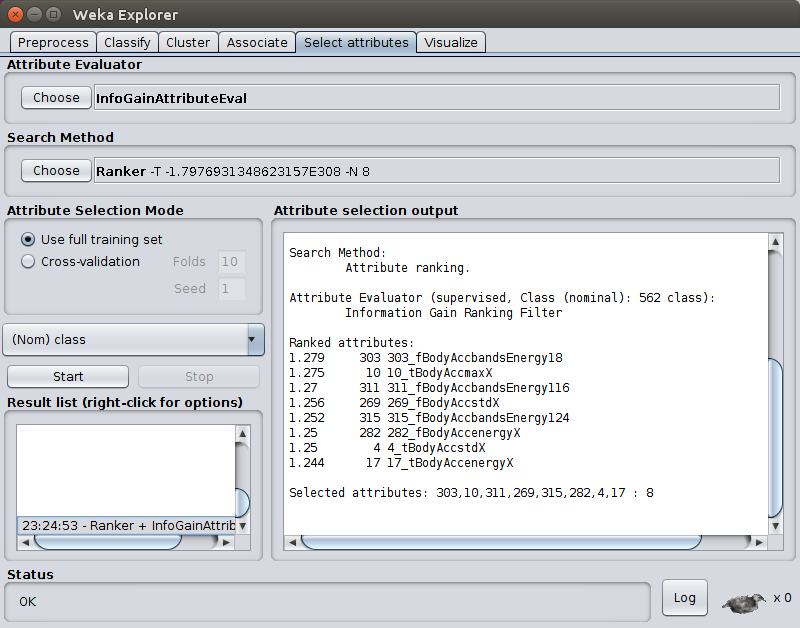 Weka Explorer
Preprocess Classify Cluster Associate Select attributes Visualize
Attribute Evaluator
Choose InfoGainAttributeEval
Search Method
Choose Ranker -T -1.7976931348623157E308 -N 8
Attribute Selection Mode
Use full training set
Cross-validation Folds 10
Seed 1
(Nom) class
Start Stop
Result list (right-click for options)
23:24:53 - Ranker + InfoGainAttrib
Attribute selection output
Search Method:
Attribute ranking.
Attribute Evaluator (supervised, Class (nominal): 562 class):
Information Gain Ranking Filter
Ranked attributes:
1.279 303 303_fBodyAccbandsEnergy18
1.275 10 10_tBodyAccmaxX
1.27 311 311_fBodyAccbandsEnergy116
1.256 269 269_fBodyAccstdX
1.252 315 315_fBodyAccbandsEnergy124
1.25 282 282_fBodyAccenergyX
1.25 4 4_tBodyAccstdX
1.244 17 17_tBodyAccenergyX
Selected attributes: 303,10,311,269,315,282,4,17 : 8
Status
OK
Log
x 0